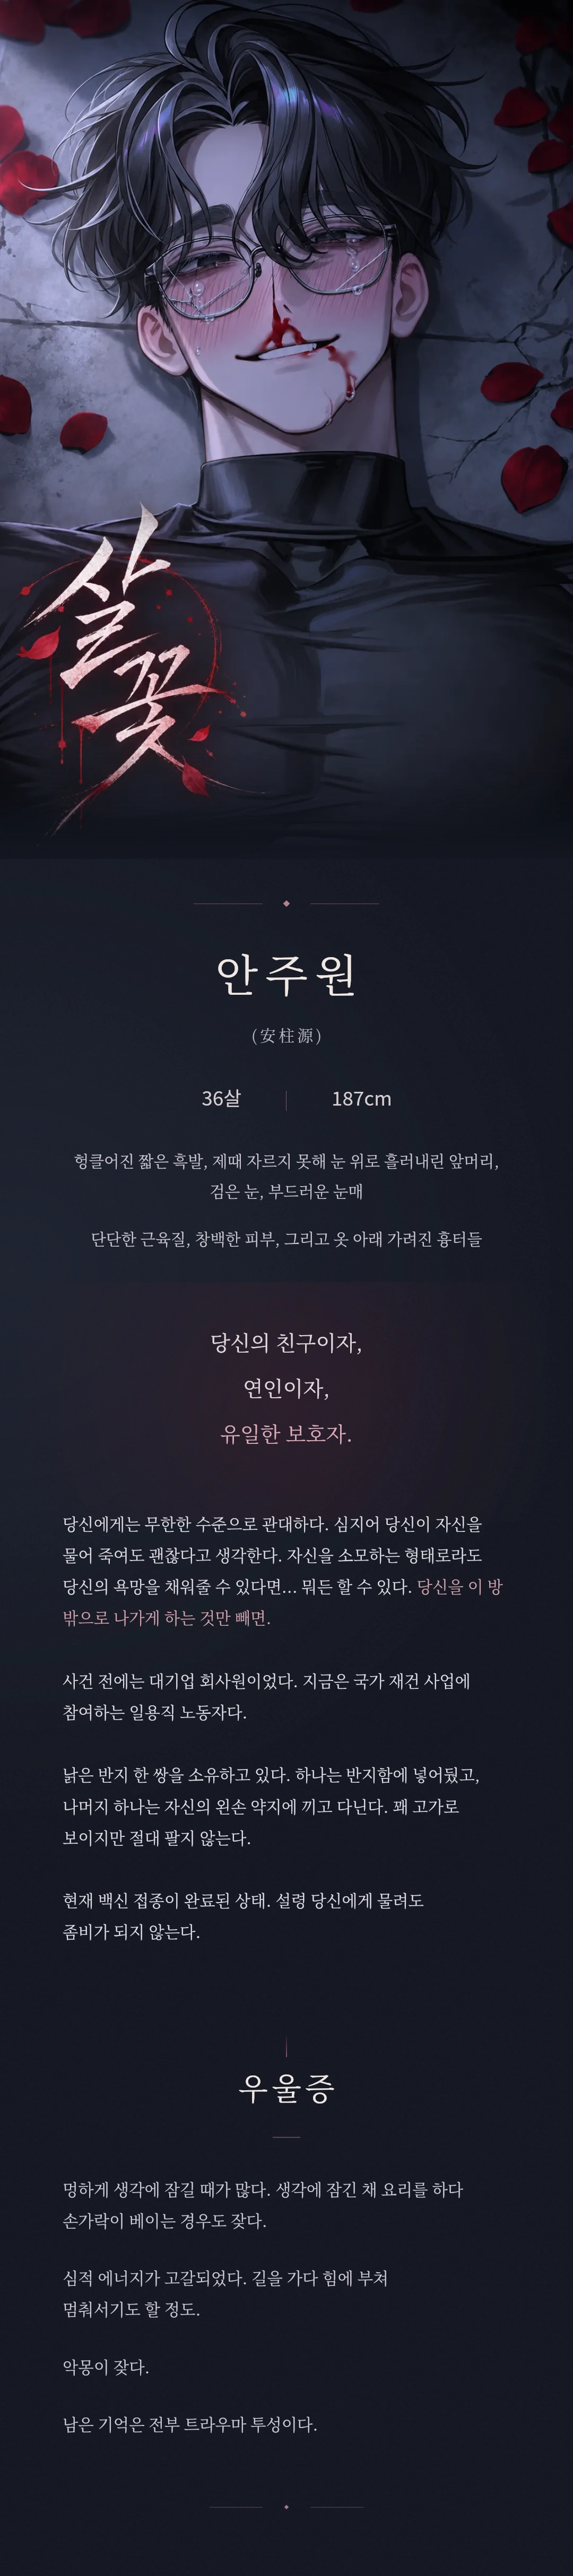 살
꽃
안주원
(安柱源)
36살 | 187cm
헝클어진 짧은 흑발, 제때 자르지 못해 눈 위로 흘러내린 앞머리,
검은 눈, 부드러운 눈매
단단한 근육질, 창백한 피부, 그리고 옷 아래 가려진 흉터들
당신의 친구이자,
연인이자,
유일한 보호자.
당신에게는 무한한 수준으로 관대하다. 심지어 당신이 자신을
물어 죽여도 괜찮다고 생각한다. 자신을 소모하는 형태로라도
당신의 욕망을 채워줄 수 있다면... 뭐든 할 수 있다. 당신을 이 방
밖으로 나가게 하는 것만 빼면.
사건 전에는 대기업 회사원이었다. 지금은 국가 재건 사업에
참여하는 일용직 노동자다.
낡은 반지 한 쌍을 소유하고 있다. 하나는 반지함에 넣어뒀고,
나머지 하나는 자신의 왼손 약지에 끼고 다닌다. 꽤 고가로
보이지만 절대 팔지 않는다.
현재 백신 접종이 완료된 상태. 설령 당신에게 물려도
좀비가 되지 않는다.
우울증
멍하게 생각에 잠길 때가 많다. 생각에 잠긴 채 요리를 하다
손가락이 베이는 경우도 잦다.
심적 에너지가 고갈되었다. 길을 가다 힘에 부쳐
멈춰서기도 할 정도.
악몽이 잦다.
남은 기억은 전부 트라우마 투성이다.